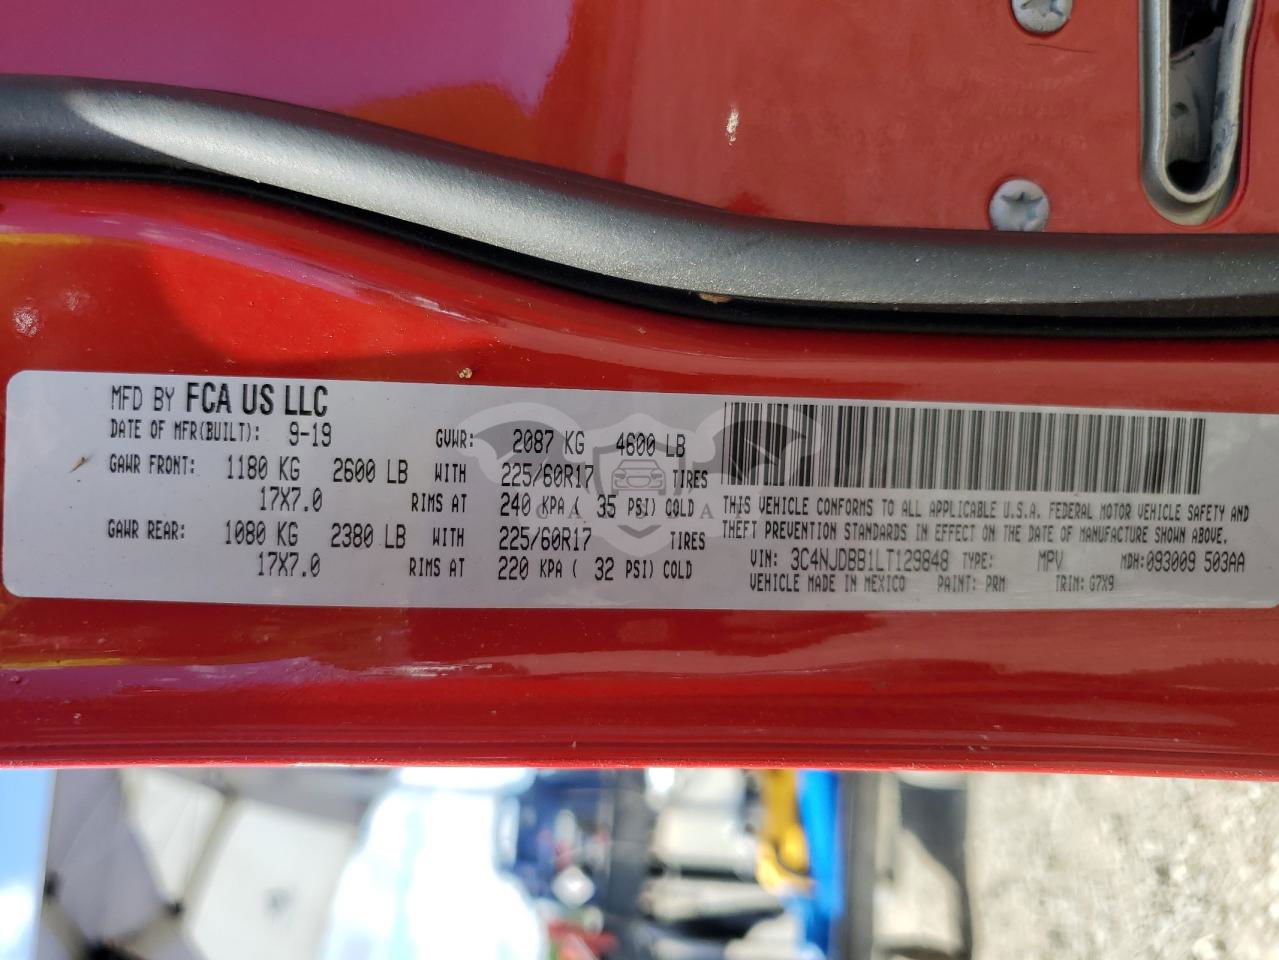 MFD BY FCA US LLC
DATE OF MFR(BUILT): 9-19 GVWR: 2087 KG 4600 LB
GAWR FRONT: 1180 KG 2600 LB WITH 225/60R17 TIRES
17X7.0 RIMS AT 240 KPA ( 35 PSI) COLD
GAWR REAR: 1080 KG 2380 LB WITH 225/60R17 TIRES
17X7.0 RIMS AT 220 KPA ( 32 PSI) COLD
THIS VEHICLE CONFORMS TO ALL APPLICABLE U.S.A. FEDERAL MOTOR VEHICLE SAFETY AND
THEFT PREVENTION STANDARDS IN EFFECT ON THE DATE OF MANUFACTURE SHOWN ABOVE.
VIN: 3C4NJDBB1LT129848 TYPE: MPV MDH:093009 503AA
VEHICLE MADE IN MEXICO PAINT: PRM TRIM: G7X9